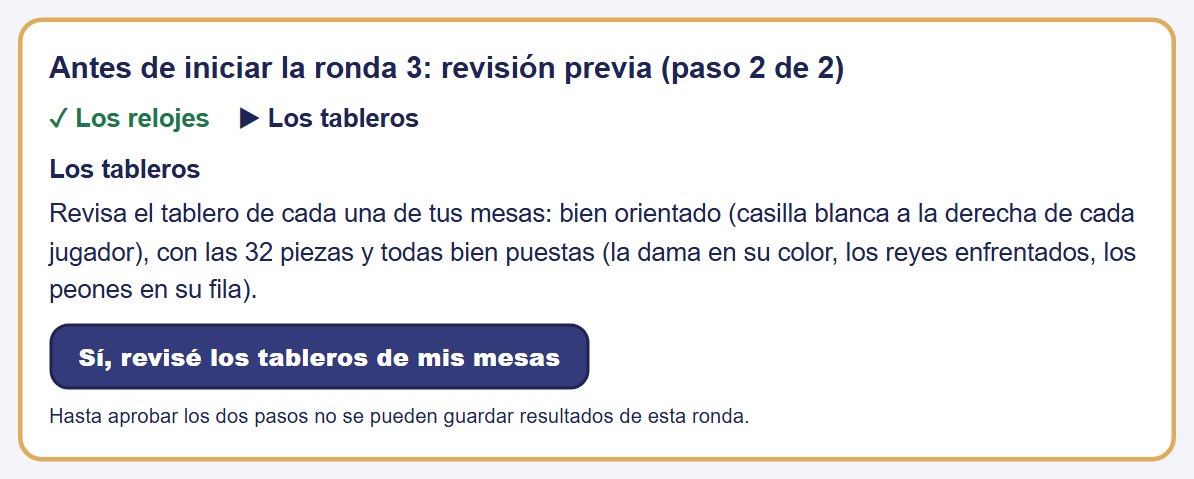 Antes de iniciar la ronda 3: revisión previa (paso 2 de 2)
✓ Los relojes ▶ Los tableros
Los tableros
Revisa el tablero de cada una de tus mesas: bien orientado (casilla blanca a la derecha de cada
jugador), con las 32 piezas y todas bien puestas (la dama en su color, los reyes enfrentados, los
peones en su fila).
Sí, revisé los tableros de mis mesas
Hasta aprobar los dos pasos no se pueden guardar resultados de esta ronda.